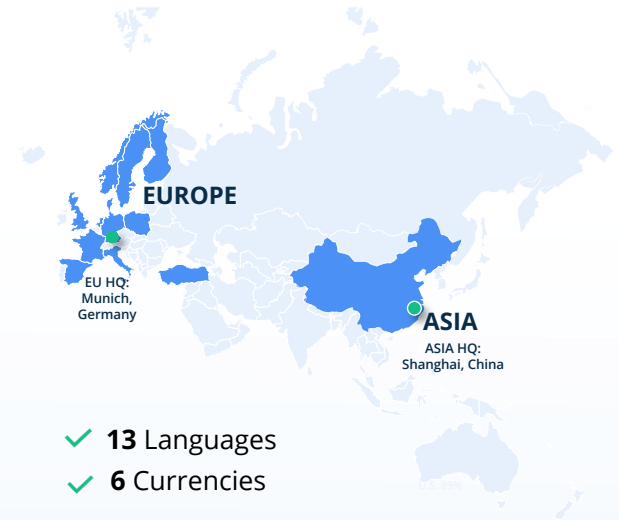 EUROPE
EU HQ:
Munich,
Germany
ASIA
ASIA HQ:
Shanghai, China
13 Languages
6 Currencies